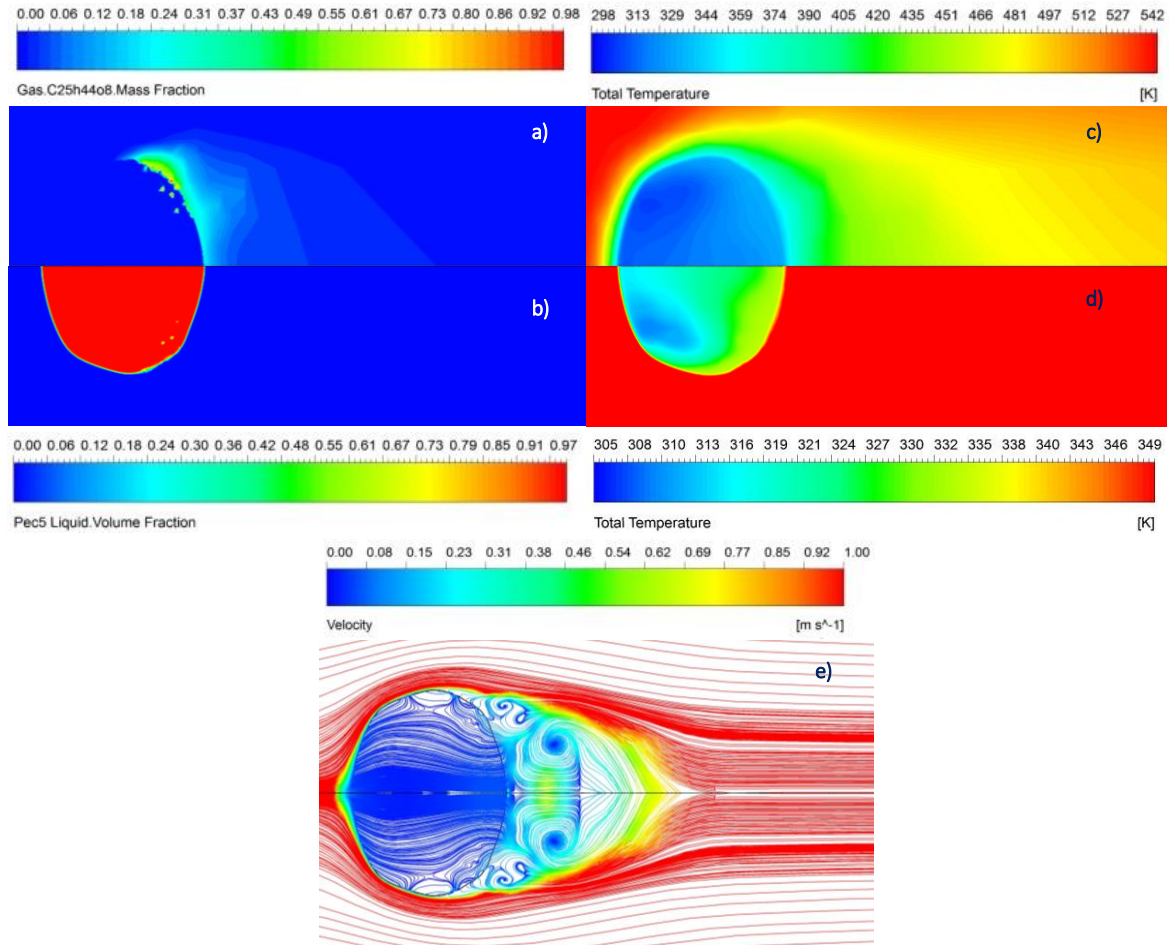 0.00 0.06 0.12 0.18 0.24 0.31 0.37 0.43 0.49 0.55 0.61 0.67 0.73 0.80 0.86 0.92 0.98
Gas.C25h44o8.Mass Fraction
298 313 329 344 359 374 390 405 420 435 451 466 481 497 512 527 542
Total Temperature [K]
a)
c)
b)
d)
0.00 0.06 0.12 0.18 0.24 0.30 0.36 0.42 0.48 0.55 0.61 0.67 0.73 0.79 0.85 0.91 0.97
Pec5 Liquid.Volume Fraction
305 308 310 313 316 319 321 324 327 330 332 335 338 340 343 346 349
Total Temperature [K]
0.00 0.08 0.15 0.23 0.31 0.38 0.46 0.54 0.62 0.69 0.77 0.85 0.92 1.00
Velocity [m s^-1]
e)